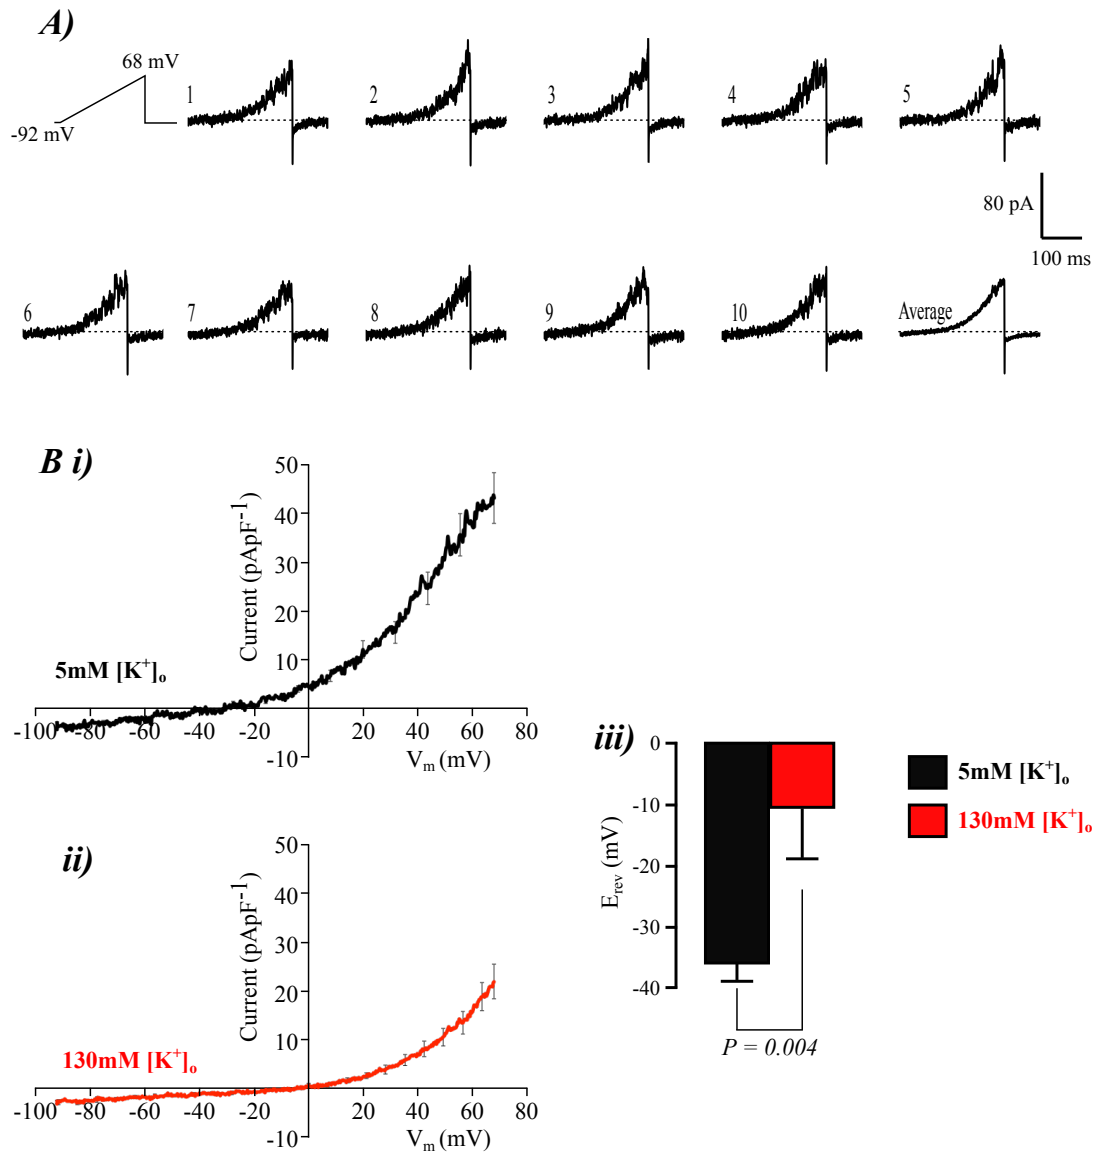 A)
68 mV
-92 mV
1
2
3
4
5
80 pA
100 ms
6
7
8
9
10
Average
B i)
50
40
30
20
10
-10
Current (pApF⁻¹)
5mM [K⁺]ₒ
-100 -80 -60 -40 -20 0 20 40 60 80
Vₘ (mV)
ii)
50
40
30
20
10
-10
Current (pApF⁻¹)
130mM [K⁺]ₒ
-100 -80 -60 -40 -20 0 20 40 60 80
Vₘ (mV)
iii)
0
-10
-20
-30
-40
Eᵣₑᵥ (mV)
P = 0.004
5mM [K⁺]ₒ
130mM [K⁺]ₒ